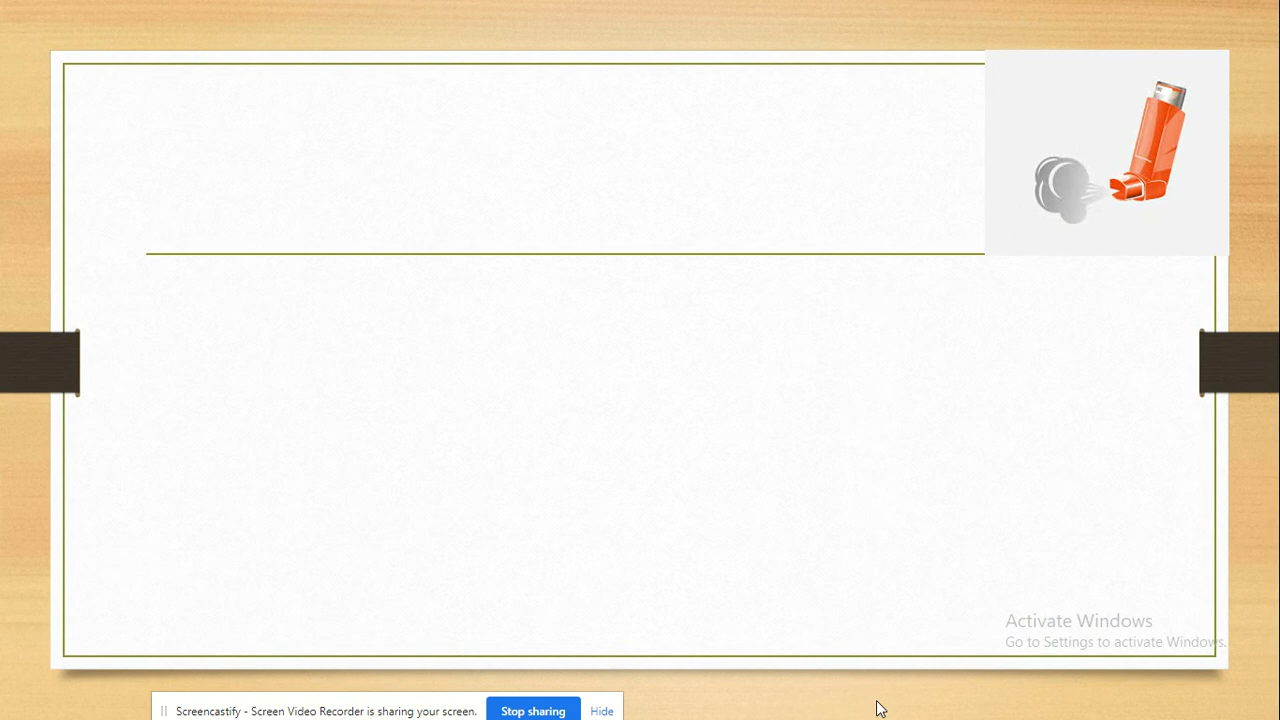 Activate Windows
Go to Settings to activate Windows.
Screencastify - Screen Video Recorder is sharing your screen.
Stop sharing
Hide